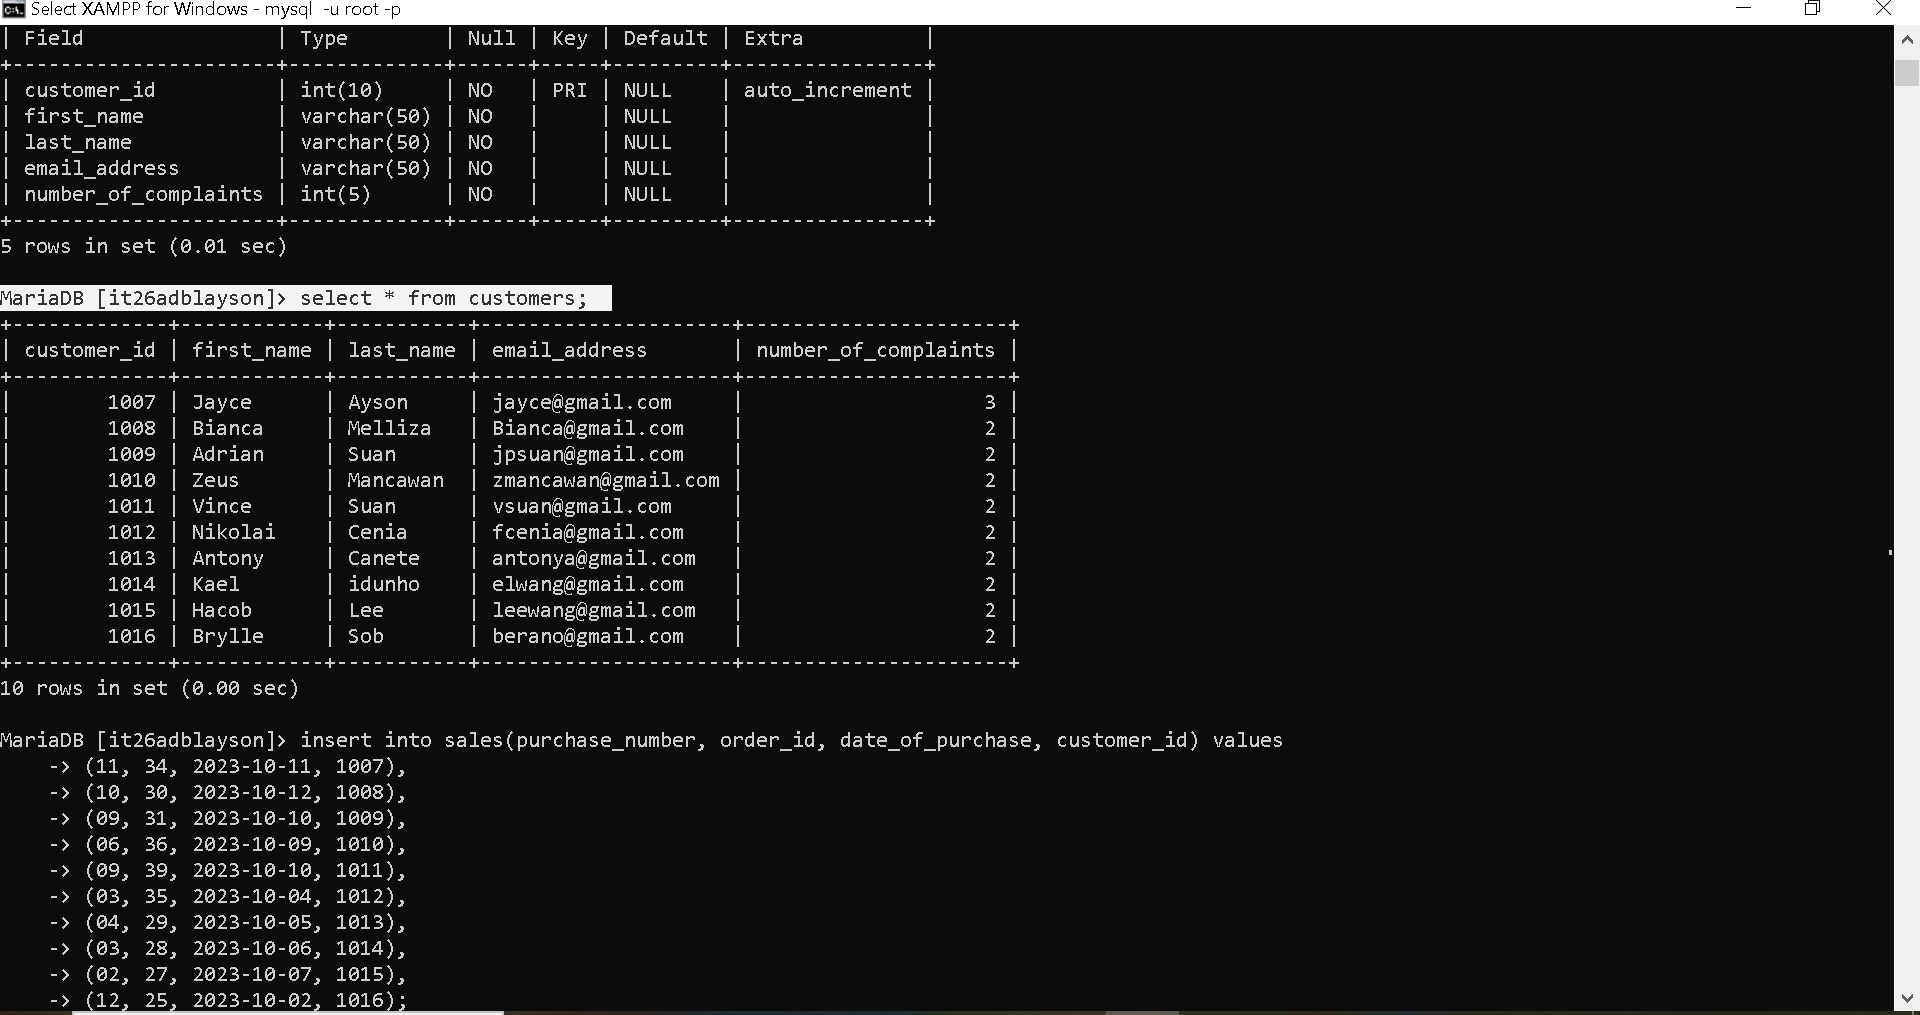 Select XAMPP for Windows - mysql  -u root -p
| Field                | Type        | Null | Key | Default | Extra          |
+----------------------+-------------+------+-----+---------+----------------+
| customer_id          | int(10)     | NO   | PRI | NULL    | auto_increment |
| first_name           | varchar(50) | NO   |     | NULL    |                |
| last_name            | varchar(50) | NO   |     | NULL    |                |
| email_address        | varchar(50) | NO   |     | NULL    |                |
| number_of_complaints | int(5)      | NO   |     | NULL    |                |
+----------------------+-------------+------+-----+---------+----------------+
5 rows in set (0.01 sec)
MariaDB [it26adblayson]> select * from customers;
+-------------+------------+-----------+---------------------+----------------------+
| customer_id | first_name | last_name | email_address       | number_of_complaints |
+-------------+------------+-----------+---------------------+----------------------+
|        1007 | Jayce      | Ayson     | jayce@gmail.com     |                    3 |
|        1008 | Bianca     | Melliza   | Bianca@gmail.com    |                    2 |
|        1009 | Adrian     | Suan      | jpsuan@gmail.com    |                    2 |
|        1010 | Zeus       | Mancawan  | zmancawan@gmail.com |                    2 |
|        1011 | Vince      | Suan      | vsuan@gmail.com     |                    2 |
|        1012 | Nikolai    | Cenia     | fcenia@gmail.com    |                    2 |
|        1013 | Antony     | Canete    | antonya@gmail.com   |                    2 |
|        1014 | Kael       | idunho    | elwang@gmail.com    |                    2 |
|        1015 | Hacob      | Lee       | leewang@gmail.com   |                    2 |
|        1016 | Brylle     | Sob       | berano@gmail.com    |                    2 |
+-------------+------------+-----------+---------------------+----------------------+
10 rows in set (0.00 sec)
MariaDB [it26adblayson]> insert into sales(purchase_number, order_id, date_of_purchase, customer_id) values
    -> (11, 34, 2023-10-11, 1007),
    -> (10, 30, 2023-10-12, 1008),
    -> (09, 31, 2023-10-10, 1009),
    -> (06, 36, 2023-10-09, 1010),
    -> (09, 39, 2023-10-10, 1011),
    -> (03, 35, 2023-10-04, 1012),
    -> (04, 29, 2023-10-05, 1013),
    -> (03, 28, 2023-10-06, 1014),
    -> (02, 27, 2023-10-07, 1015),
    -> (12, 25, 2023-10-02, 1016);